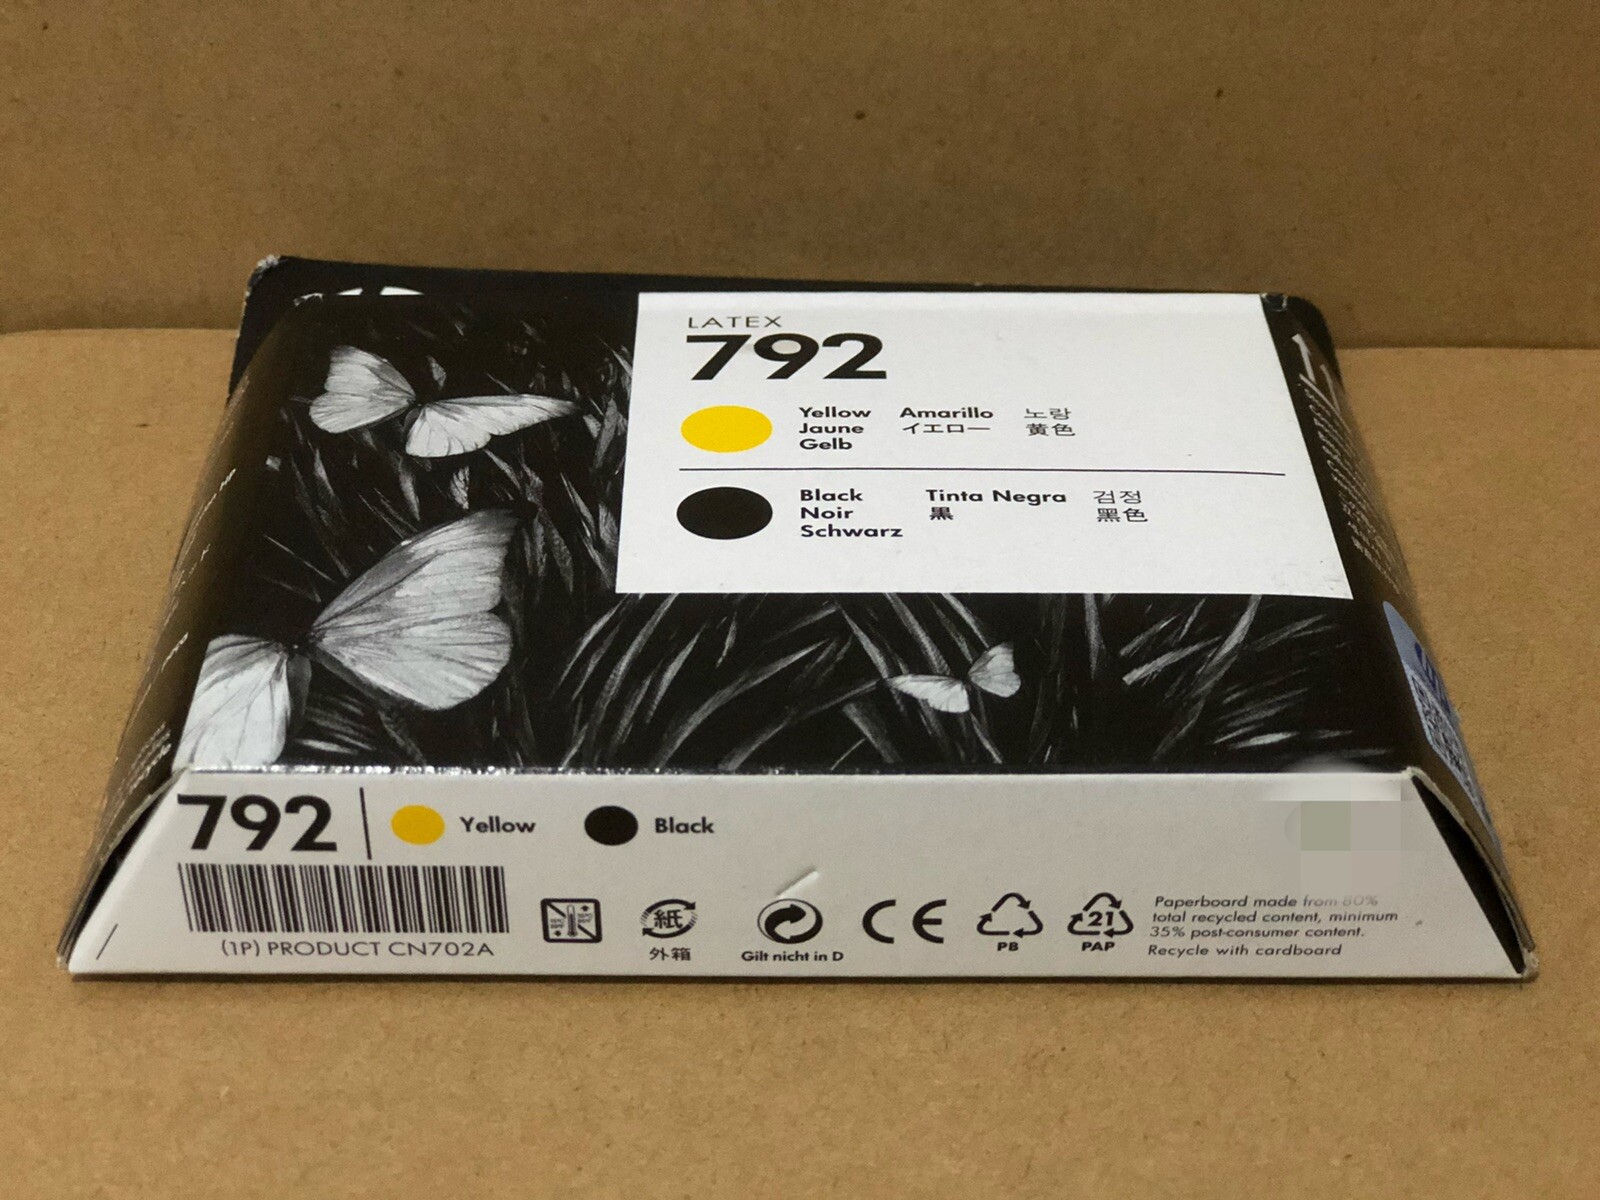 LATEX
792
Yellow Amarillo 노랑
Jaune イエロー 黃色
Gelb
Black Tinta Negra 검정
Noir 黒 黑色
Schwarz
792 Yellow Black
(1P) PRODUCT CN702A
紙
外箱
Gilt nicht in D
CE
PB
21
PAP
Paperboard made from 80%
total recycled content, minimum
35% post-consumer content.
Recycle with cardboard